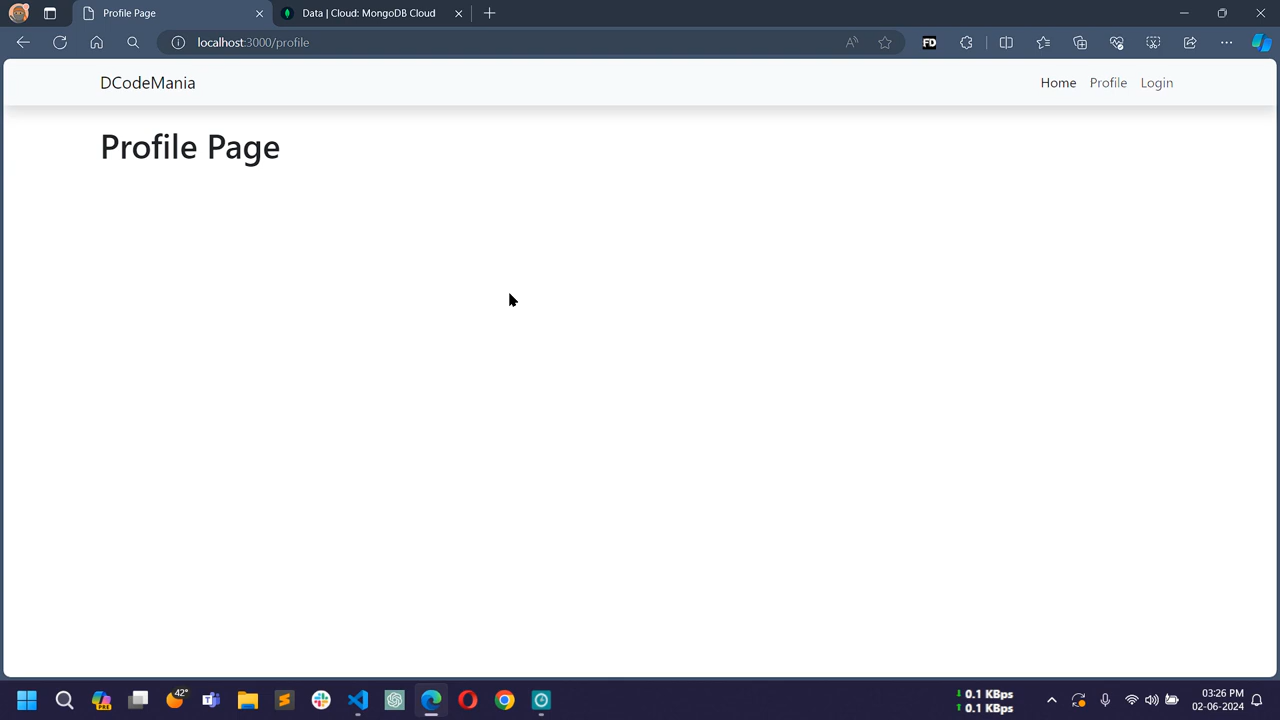 Profile Page
Data | Cloud: MongoDB Cloud
localhost:3000/profile
FD
DCodeMania
Home
Profile
Login
Profile Page
PRE
42°
0.1 KBps
0.1 KBps
03:26 PM
02-06-2024